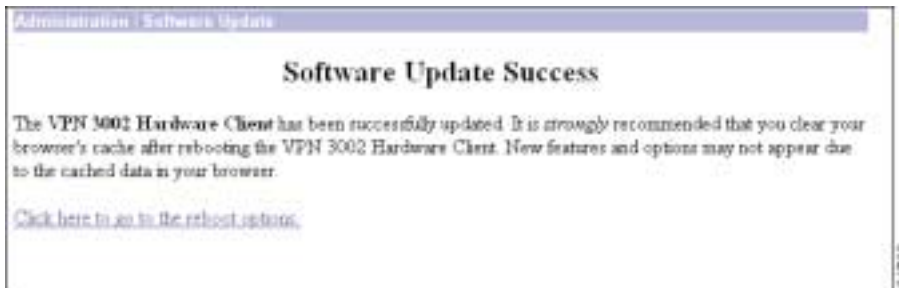 Administration | Software Update
Software Update Success
The VPN 3002 Hardware Client has been successfully updated. It is strongly recommended that you clear your
browser's cache after rebooting the VPN 3002 Hardware Client. New features and options may not appear due
to the cached data in your browser.
Click here to go to the reboot options.